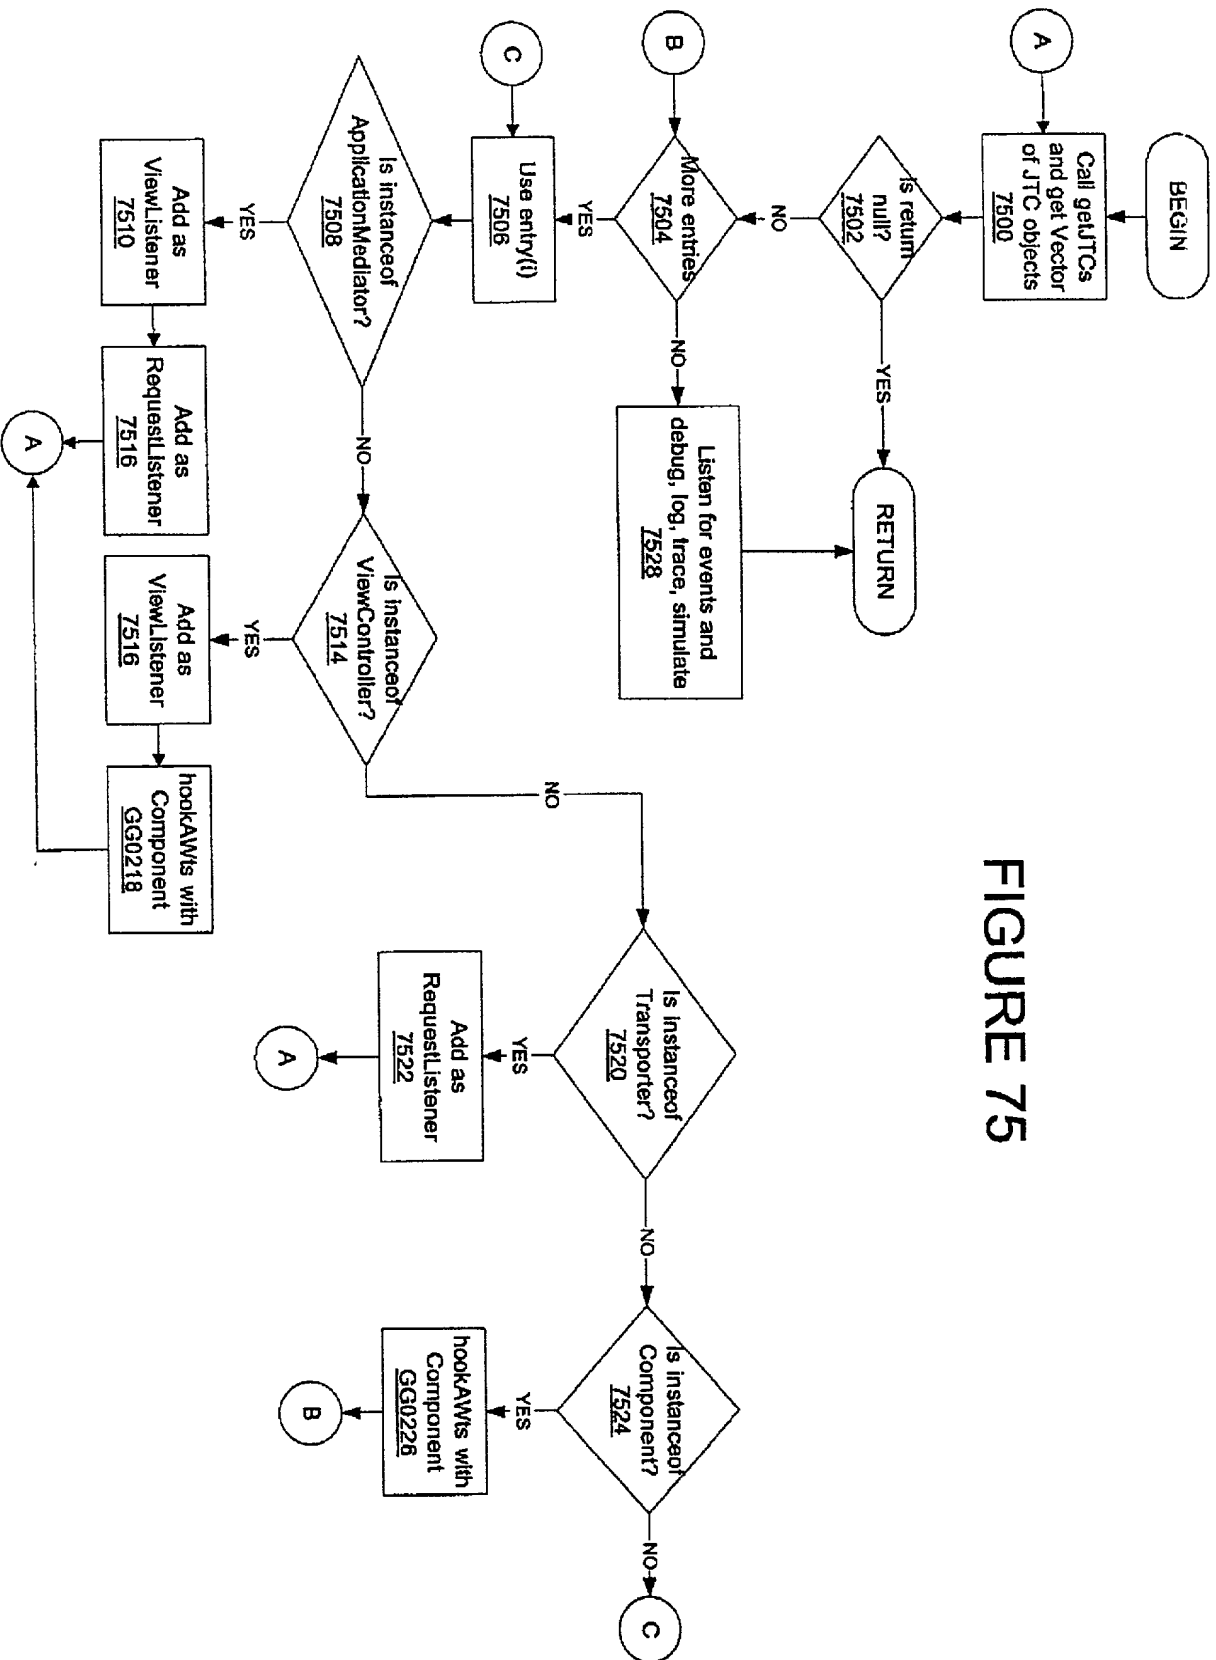 BEGIN
A
Call getJTCs
and get Vector
of JTC objects
7500
Is return
null?
7502
YES
RETURN
NO
B
More entries
7504
NO
Listen for events and
debug, log, trace, simulate
7528
YES
C
Use entry(i)
7506
Is instanceof
ApplicationMediator?
7508
NO
Is instanceof
ViewController?
7514
NO
Is instanceof
Transporter?
7520
NO
Is instanceof
Component?
7524
NO
C
YES
Add as
ViewListener
7510
Add as
RequestListener
7516
A
YES
Add as
ViewListener
7516
hookAWts with
Component
GG0218
YES
Add as
RequestListener
7522
A
YES
hookAWts with
Component
GG0226
B
FIGURE 75